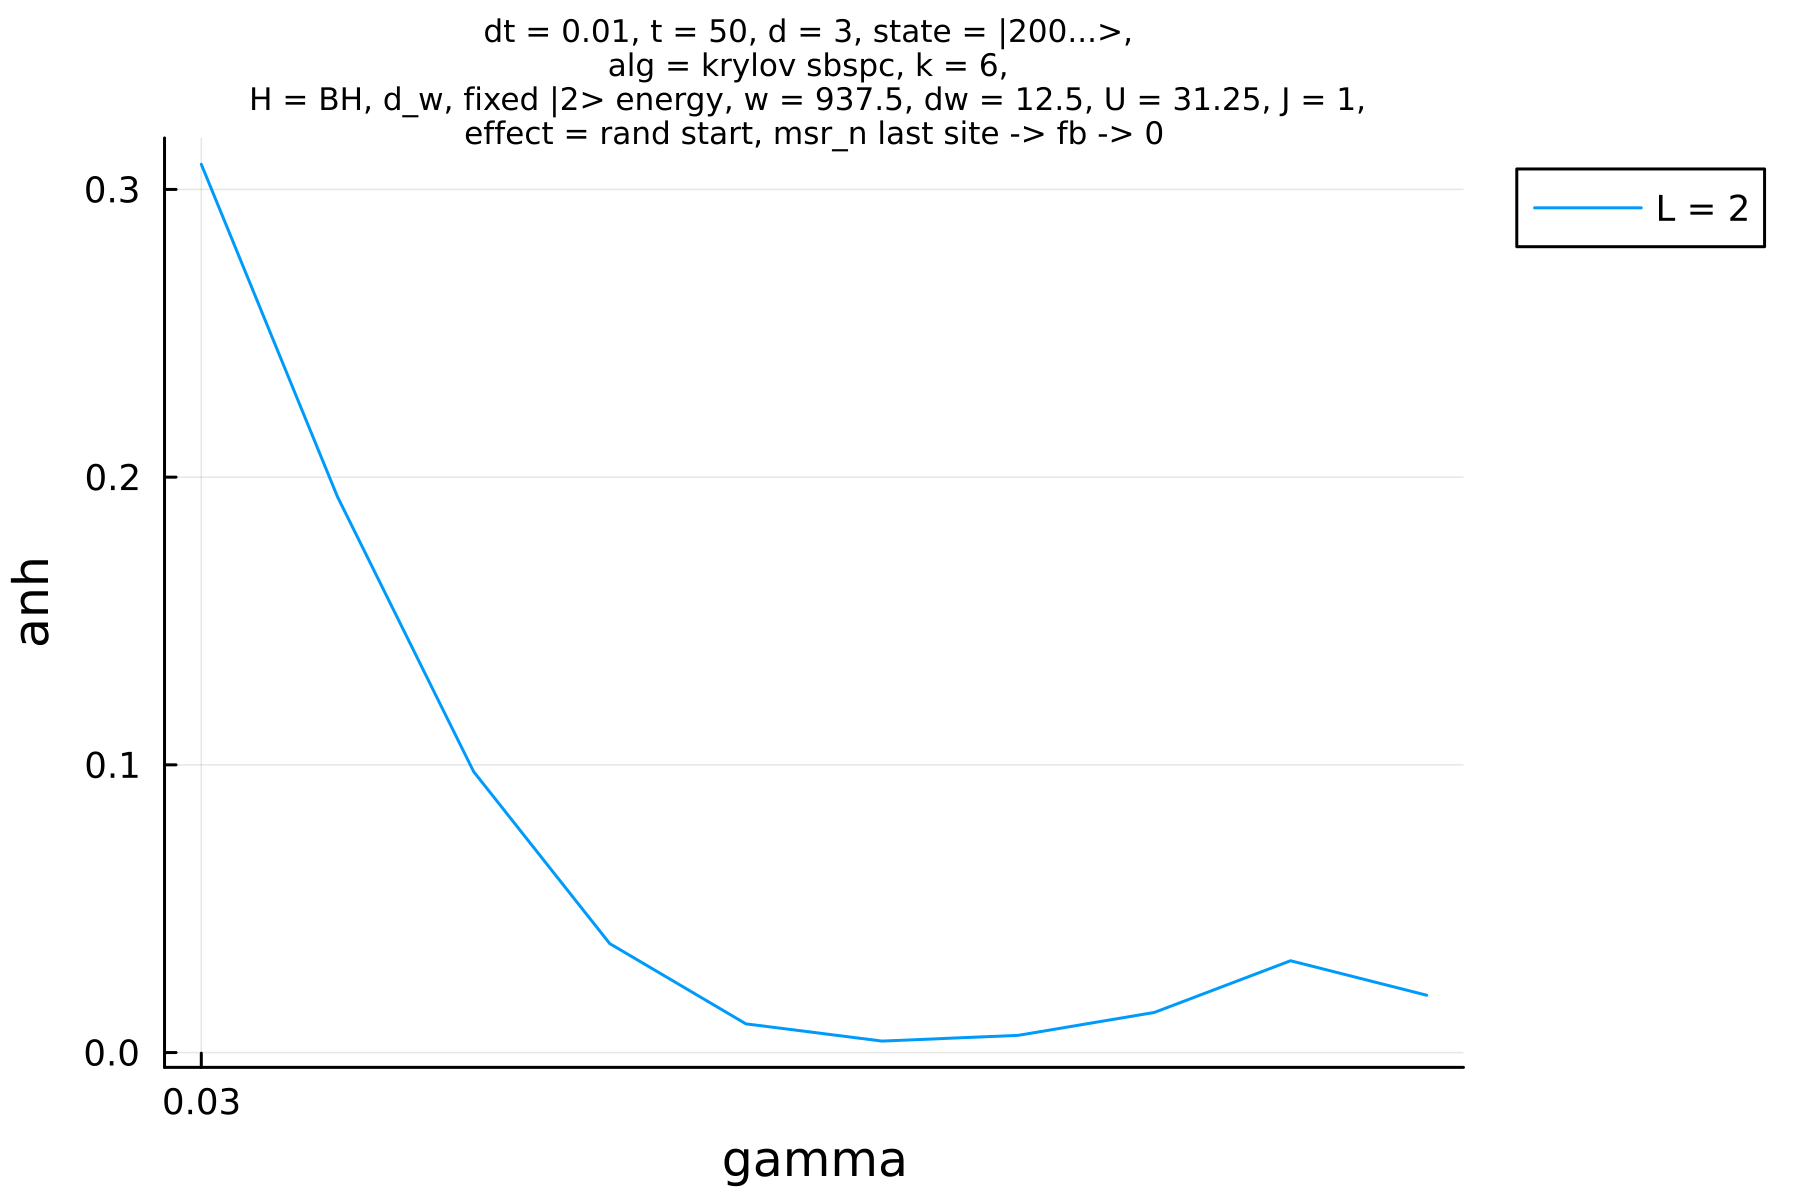 dt = 0.01, t = 50, d = 3, state = |200...>,
alg = krylov sbspc, k = 6,
H = BH, d_w, fixed |2> energy, w = 937.5, dw = 12.5, U = 31.25, J = 1,
effect = rand start, msr_n last site -> fb -> 0
L = 2
0.3
0.2
0.1
0.0
anh
0.03
gamma